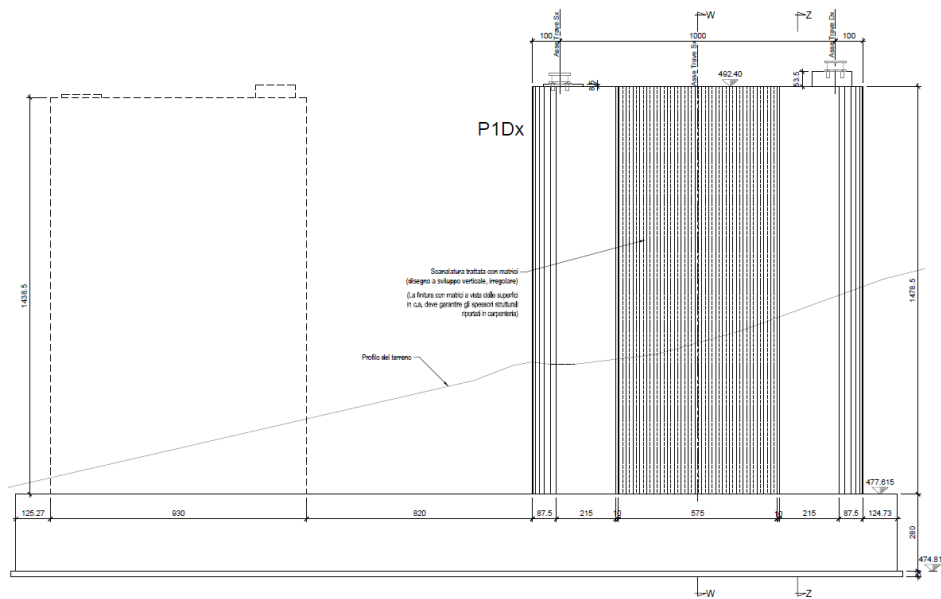 W
Z
100
1000
100
Asse Trave Sx
Asse Trave Sx
Asse Trave Dx
492.40
8.5
53.5
P1Dx
Scanalatura trattata con matrici
(disegno a sviluppo verticale, irregolare)
(La finitura con matrici a vista delle superfici
in c.a. deve garantire gli spessori strutturali
riportati in carpenteria)
1438.5
1478.5
Profilo del terreno
477.615
125.27
930
820
87.5
215
10
575
10
215
87.5
124.73
280
474.81
W
Z